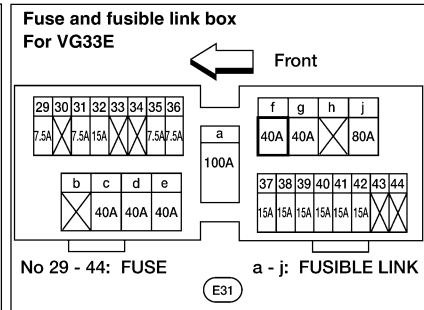 Fuse and fusible link box
For VG33E
Front
29 30 31 32 33 34 35 36
7.5A 7.5A 15A 7.5A 7.5A
a
100A
f g h j
40A 40A 80A
b c d e
40A 40A 40A
37 38 39 40 41 42 43 44
15A 15A 15A 15A 15A 15A
No 29 - 44: FUSE
a - j: FUSIBLE LINK
E31